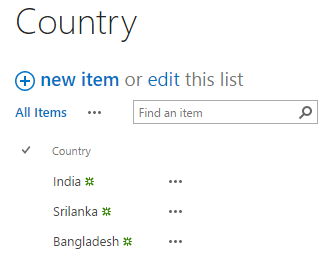 Country
new item or edit this list
All Items ••• Find an item
Country
India •••
Srilanka •••
Bangladesh •••